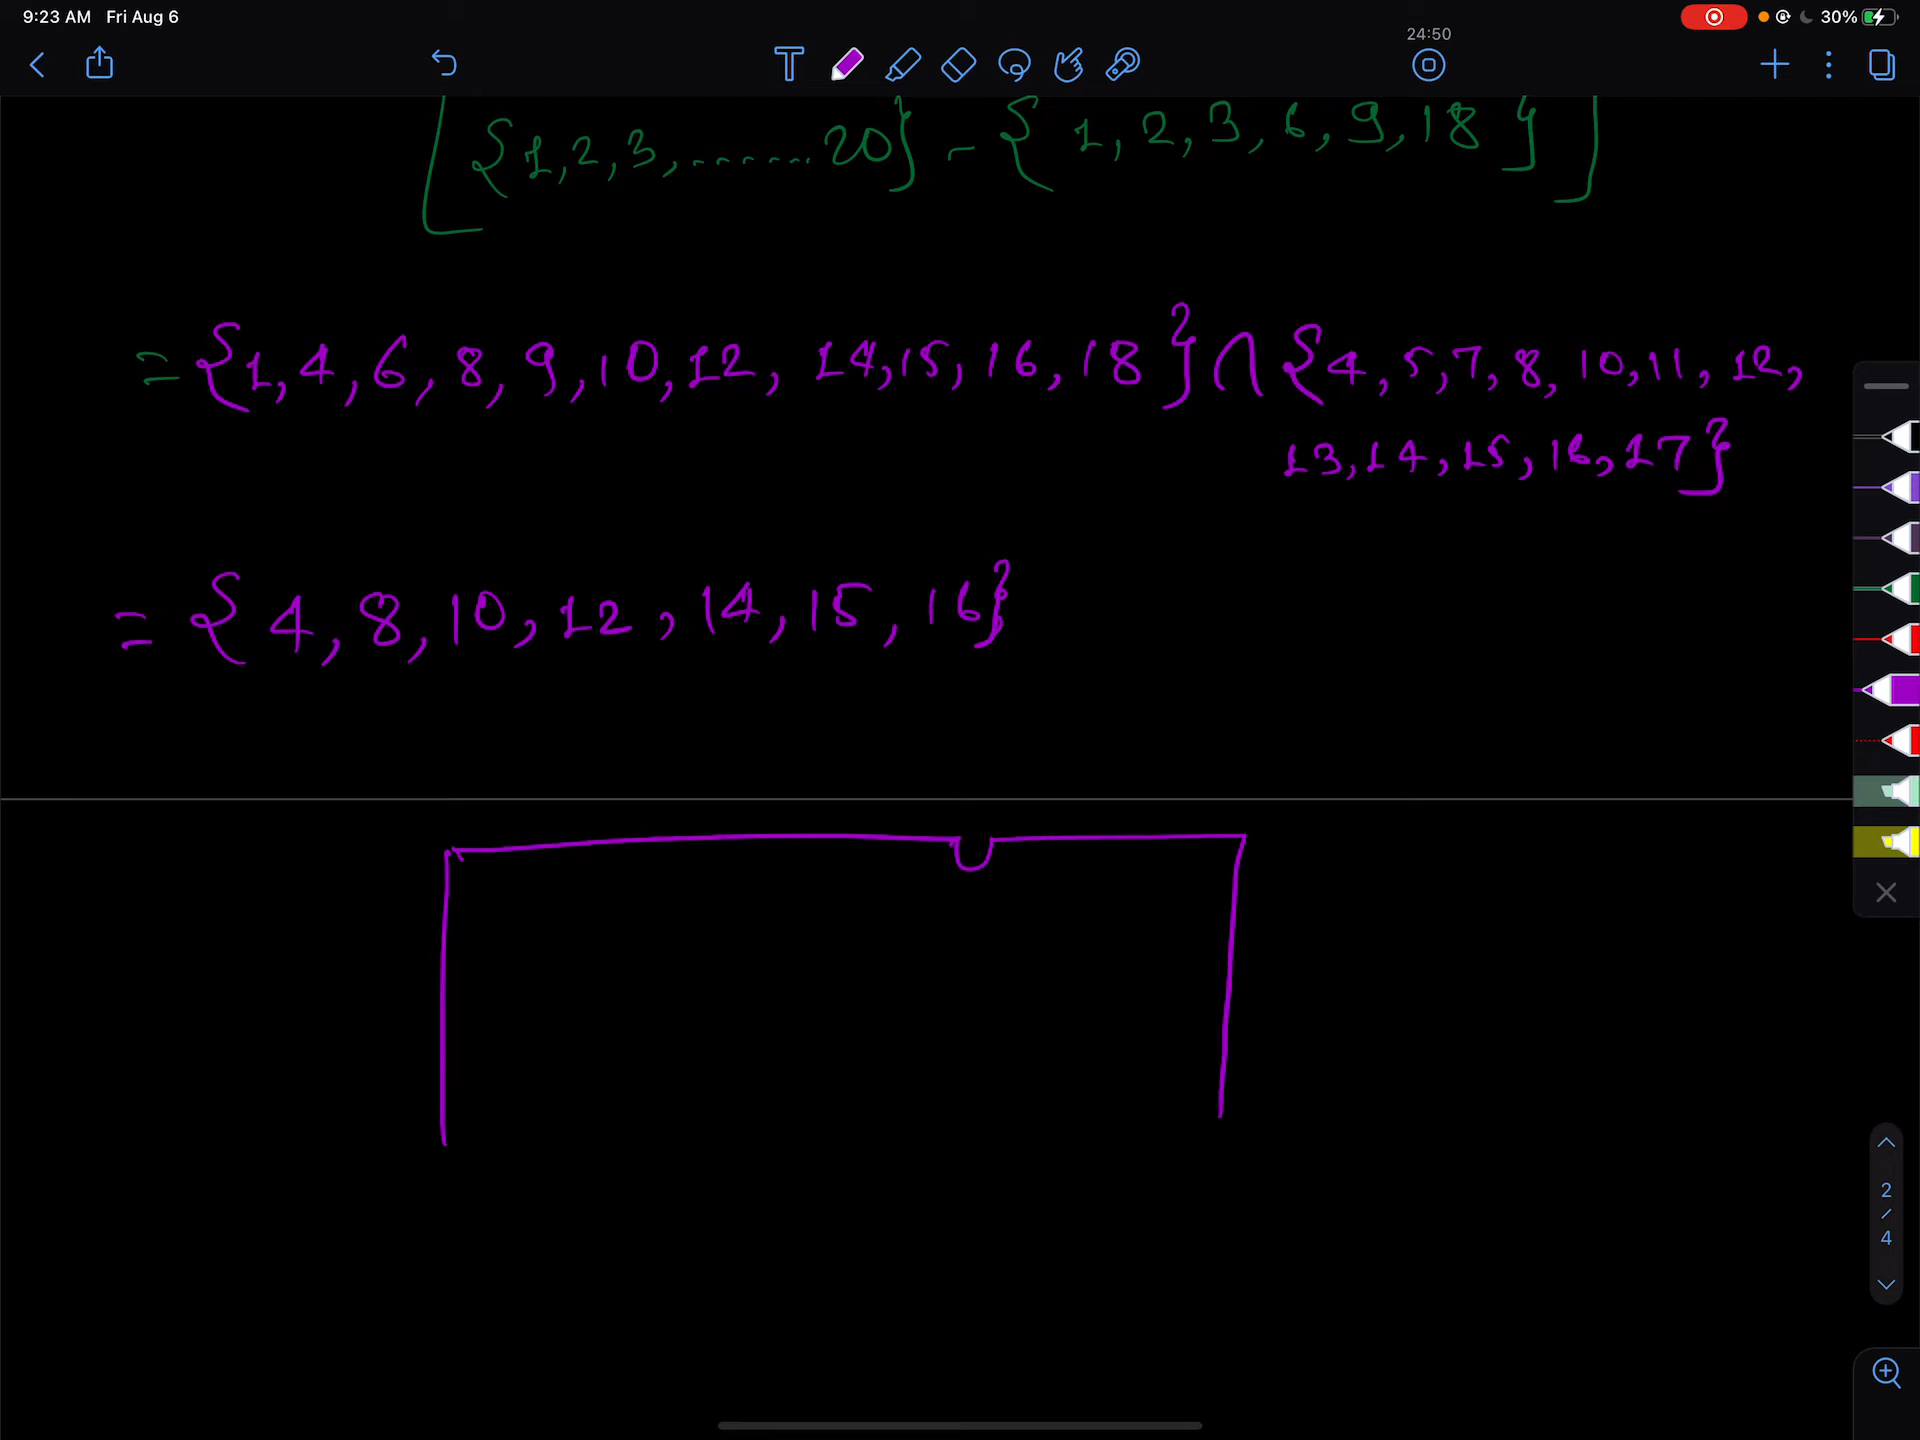 9:23 AM Fri Aug 6
30%
24:50
[{1,2,3,.......20} - {1,2,3,6,9,18}]
= {1,4,6,8,9,10,12,14,15,16,18} ∩ {4,5,7,8,10,11,12,
13,14,15,16,17}
= {4,8,10,12,14,15,16}
2
/
4